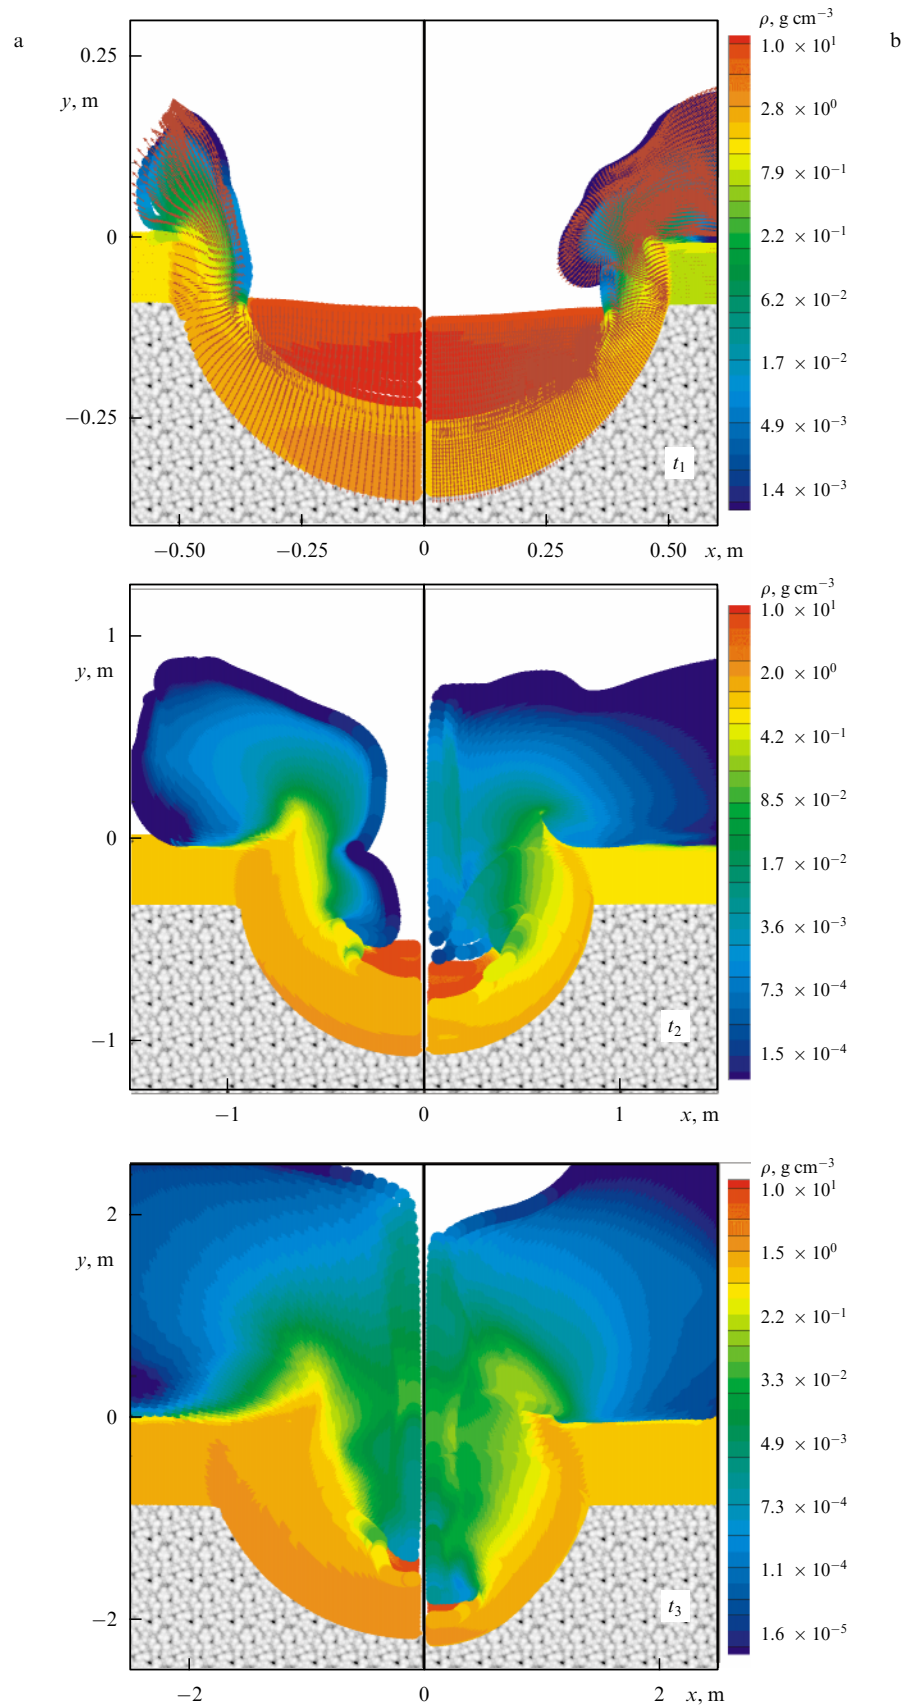 a
b
ρ, g cm⁻³
0.25
y, m
0
−0.25
1.0 × 10¹
2.8 × 10⁰
7.9 × 10⁻¹
2.2 × 10⁻¹
6.2 × 10⁻²
1.7 × 10⁻²
4.9 × 10⁻³
1.4 × 10⁻³
t₁
−0.50 −0.25 0 0.25 0.50 x, m
ρ, g cm⁻³
1
y, m
0
−1
1.0 × 10¹
2.0 × 10⁰
4.2 × 10⁻¹
8.5 × 10⁻²
1.7 × 10⁻²
3.6 × 10⁻³
7.3 × 10⁻⁴
1.5 × 10⁻⁴
t₂
−1 0 1 x, m
ρ, g cm⁻³
2
y, m
0
−2
1.0 × 10¹
1.5 × 10⁰
2.2 × 10⁻¹
3.3 × 10⁻²
4.9 × 10⁻³
7.3 × 10⁻⁴
1.1 × 10⁻⁴
1.6 × 10⁻⁵
t₃
−2 0 2 x, m